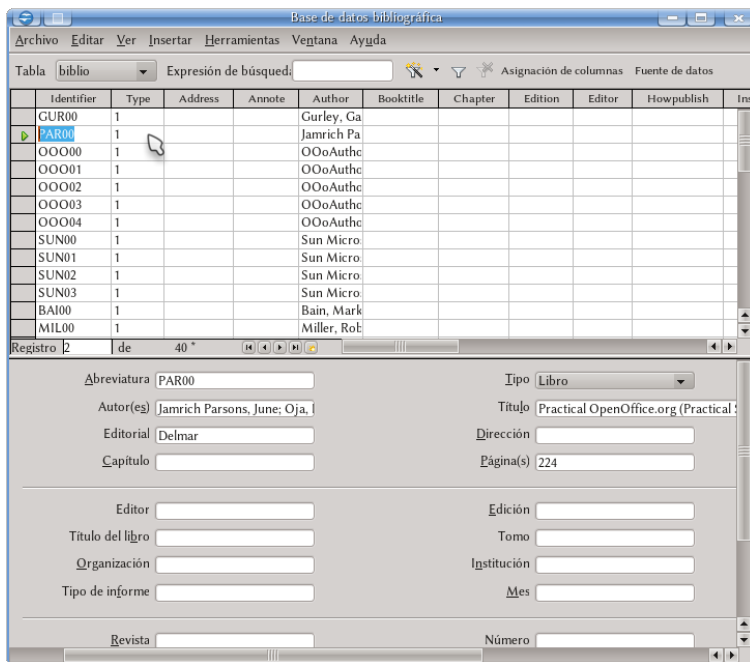 Base de datos bibliográfica
Archivo Editar Ver Insertar Herramientas Ventana Ayuda
Tabla biblio Expresión de búsqueda Asignación de columnas Fuente de datos
Identifier Type Address Annote Author Booktitle Chapter Edition Editor Howpublish Ins
GUR00 1 Gurley, Ga
PAR00 1 Jamrich Pa
OOO00 1 OOoAutho
OOO01 1 OOoAutho
OOO02 1 OOoAutho
OOO03 1 OOoAutho
OOO04 1 OOoAutho
SUN00 1 Sun Micro
SUN01 1 Sun Micro
SUN02 1 Sun Micro
SUN03 1 Sun Micro
BAI00 1 Bain, Mark
MIL00 1 Miller, Rob
Registro 2 de 40 *
Abreviatura PAR00 Tipo Libro
Autor(es) Jamrich Parsons, June; Oja, Título Practical OpenOffice.org (Practical
Editorial Delmar Dirección
Capítulo Página(s) 224
Editor Edición
Título del libro Tomo
Organización Institución
Tipo de informe Mes
Revista Número